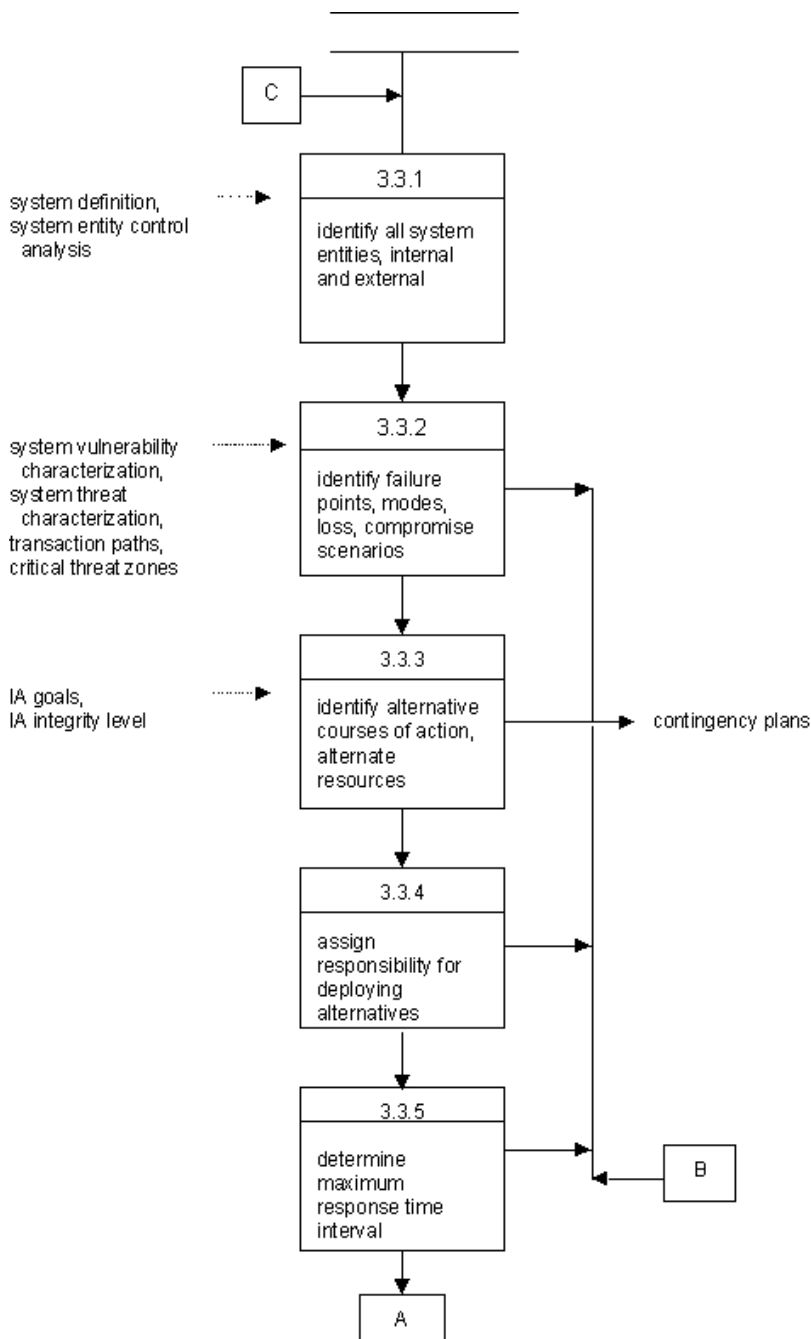 C
3.3.1
system definition,
system entity control
analysis
identify all system
entities, internal
and external
3.3.2
system vulnerability
characterization,
system threat
characterization,
transaction paths,
critical threat zones
identify failure
points, modes,
loss, compromise
scenarios
3.3.3
IA goals,
IA integrity level
identify alternative
courses of action,
alternate
resources
contingency plans
3.3.4
assign
responsibility for
deploying
alternatives
3.3.5
determine
maximum
response time
interval
B
A